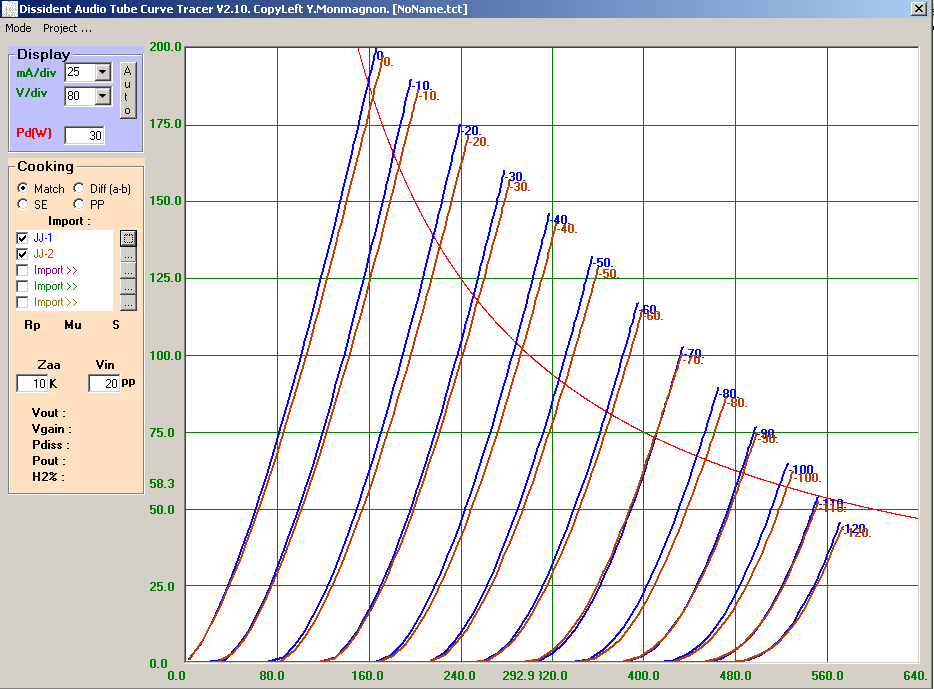 Dissident Audio Tube Curve Tracer V2.10. CopyLeft Y.Monmagnon. [NoName.tct]
Mode Project ...
Display
mA/div 25
V/div 80
Auto
Pd(W) 30
Cooking
Match Diff (a-b)
SE PP
Import :
JJ-1 ...
JJ-2 ...
Import >> ...
Import >> ...
Import >> ...
Rp Mu S
Zaa Vin
10 K 20 PP
Vout :
Vgain :
Pdiss :
Pout :
H2% :
200.0
175.0
150.0
125.0
100.0
75.0
58.3
50.0
25.0
0.0
0. 0.
-10. -10.
-20. -20.
-30. -30.
-40. -40.
-50. -50.
-60. -60.
-70. -70.
-80. -80.
-90. -90.
-100. -100.
-110. -110.
-120. -120.
0.0 80.0 160.0 240.0 292.9 320.0 400.0 480.0 560.0 640.